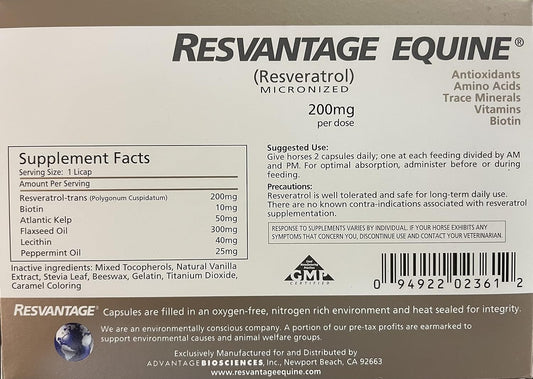 RESVANTAGE EQUINE®
(Resveratrol)
MICRONIZED
200mg
per dose
Antioxidants
Amino Acids
Trace Minerals
Vitamins
Biotin
Supplement Facts
Serving Size: 1 Licap
Amount Per Serving
Resveratrol-trans (Polygonum Cuspidatum) 200mg
Biotin 10mg
Atlantic Kelp 50mg
Flaxseed Oil 300mg
Lecithin 40mg
Peppermint Oil 25mg
Inactive ingredients: Mixed Tocopherols, Natural Vanilla
Extract, Stevia Leaf, Beeswax, Gelatin, Titanium Dioxide,
Caramel Coloring
Suggested Use:
Give horses 2 capsules daily; one at each feeding divided by AM
and PM. For optimal absorption, administer before or during
feeding.
Precautions:
Resveratrol is well tolerated and safe for long-term daily use.
There are no known contra-indications associated with resveratrol
supplementation.
RESPONSE TO SUPPLEMENTS VARIES BY INDIVIDUAL. IF YOUR HORSE EXHIBITS ANY
SYMPTOMS THAT CONCERN YOU, DISCONTINUE USE AND CONTACT YOUR VETERINARIAN.
GMP
0 94922 02361 2
RESVANTAGE® Capsules are filled in an oxygen-free, nitrogen rich environment and heat sealed for integrity.
We are an environmentally conscious company. A portion of our pre-tax profits are earmarked to
support environmental causes and animal welfare groups.
Exclusively Manufactured for and Distributed by
ADVANTAGEBIOSCIENCES, Inc., Newport Beach, CA 92663
www.resvantageequine.com